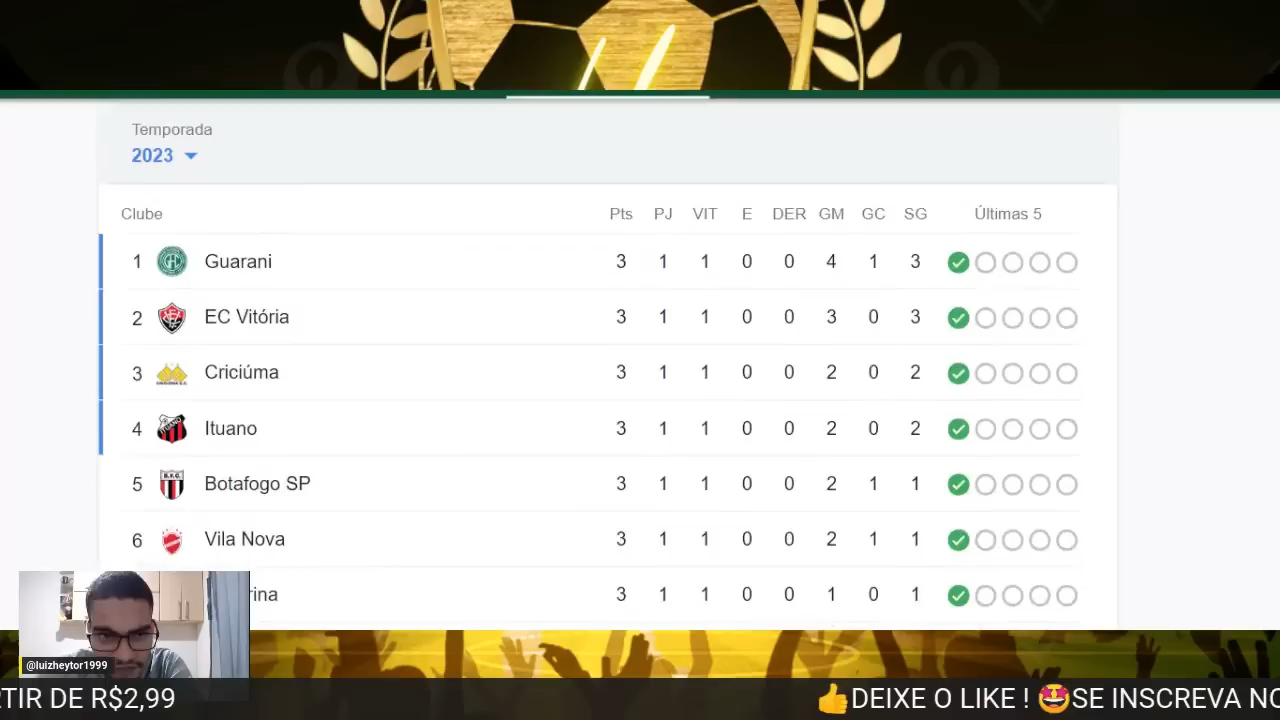 Temporada
2023
Clube Pts PJ VIT E DER GM GC SG Últimas 5
1 Guarani 3 1 1 0 0 4 1 3
2 EC Vitória 3 1 1 0 0 3 0 3
3 Criciúma 3 1 1 0 0 2 0 2
4 Ituano 3 1 1 0 0 2 0 2
5 Botafogo SP 3 1 1 0 0 2 1 1
6 Vila Nova 3 1 1 0 0 2 1 1
rina 3 1 1 0 0 1 0 1
@luizheytor1999
RTIR DE R$2,99 👍DEIXE O LIKE ! 🤩SE INSCREVA NO